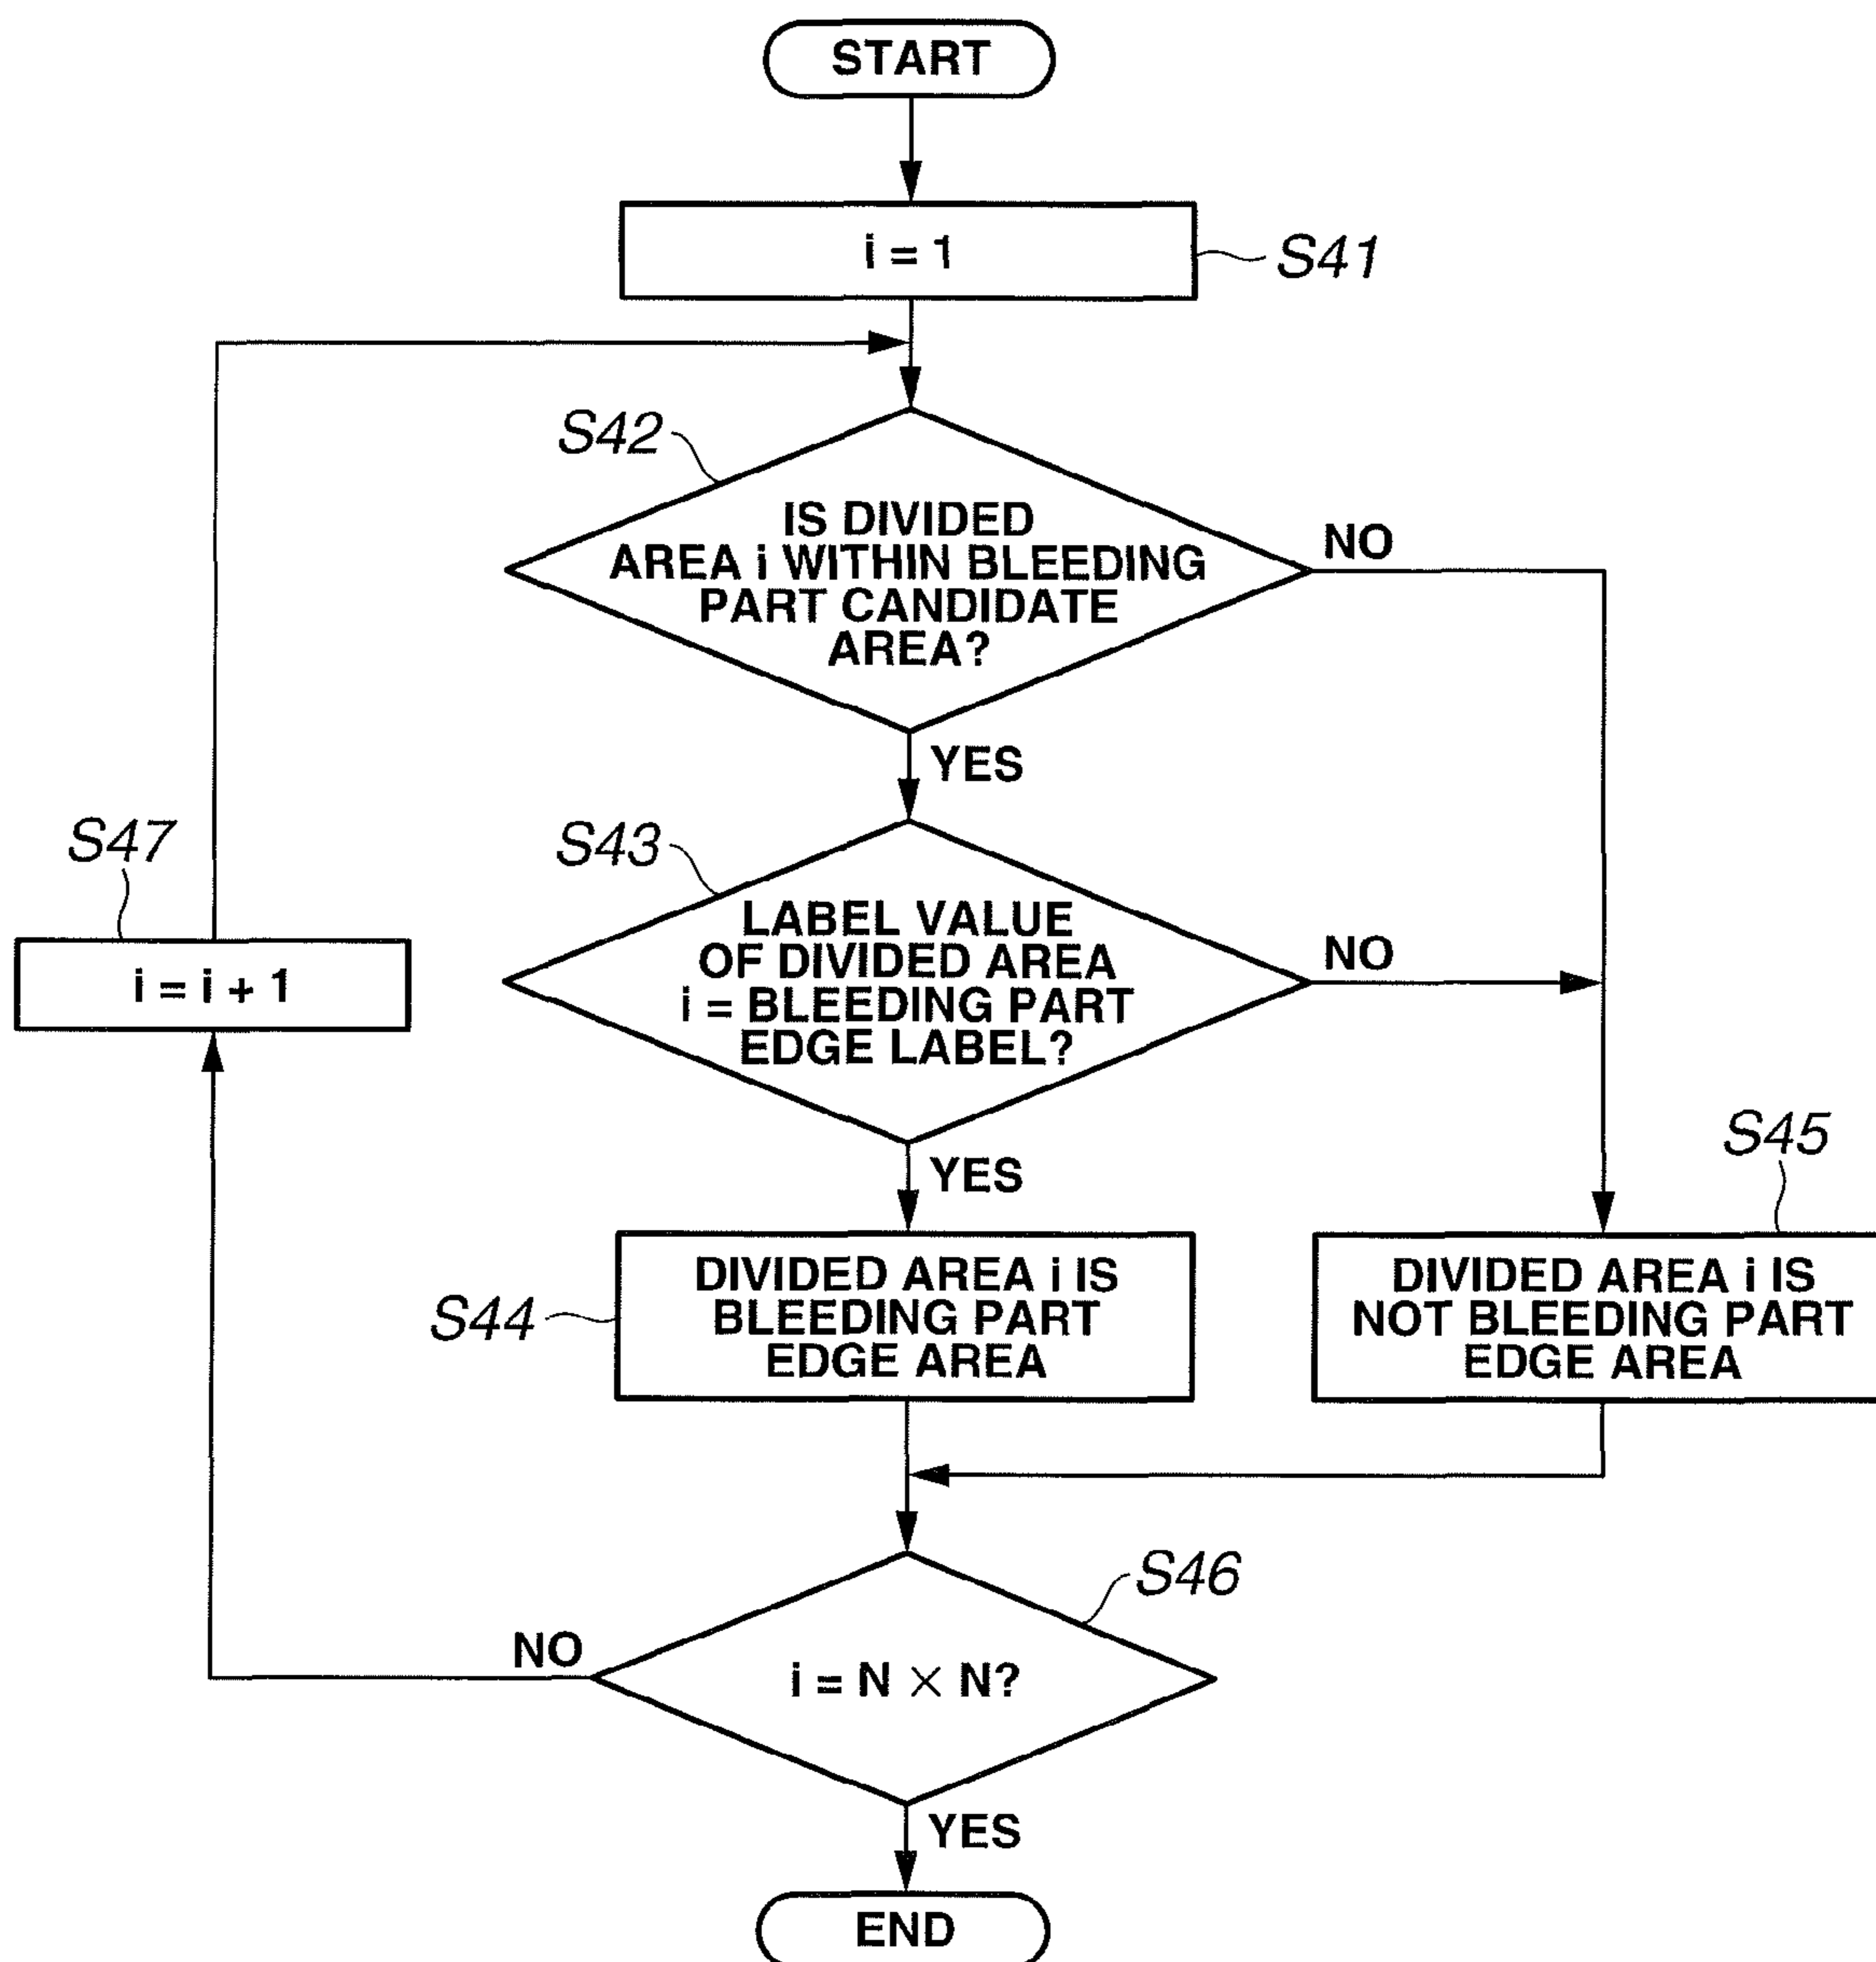 START
i = 1
S41
S42
IS DIVIDED
AREA i WITHIN BLEEDING
PART CANDIDATE
AREA?
NO
YES
S47
i = i + 1
S43
LABEL VALUE
OF DIVIDED AREA
i = BLEEDING PART
EDGE LABEL?
NO
YES
S44
DIVIDED AREA i IS
BLEEDING PART
EDGE AREA
S45
DIVIDED AREA i IS
NOT BLEEDING PART
EDGE AREA
S46
i = N × N?
NO
YES
END